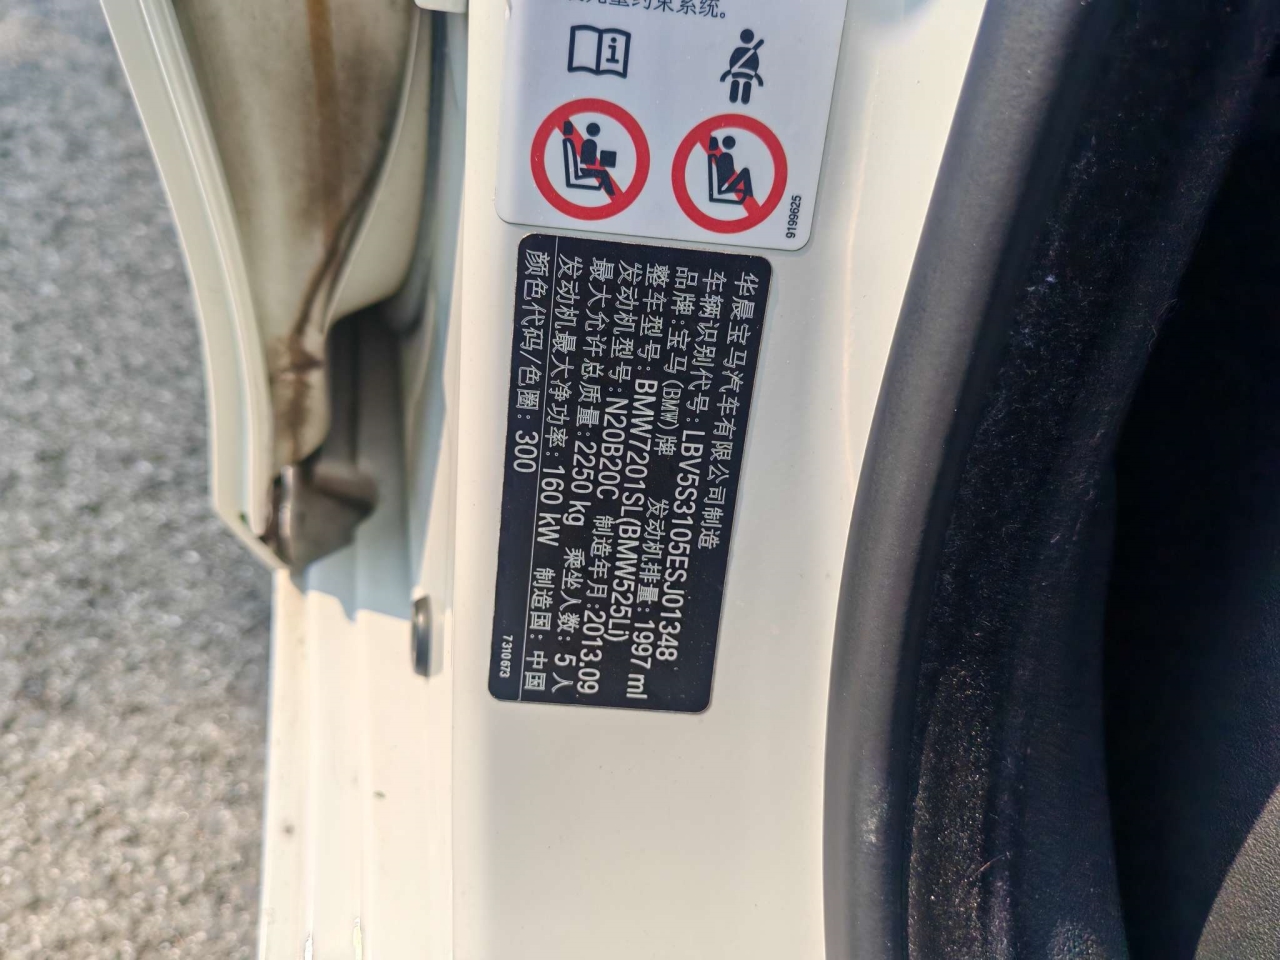 束系统。
9199625
华晨宝马汽车有限公司制造
车辆识别代号: LBV5S3105ESJ01348
品牌:宝马(BMW)牌 发动机排量: 1997 ml
整车型号: BMW7201SL(BMW525Li)
发动机型号: N20B20C 制造年月:2013.09
最大允许总质量: 2250 kg 乘坐人数: 5人
发动机最大净功率: 160 kW 制造国: 中国
颜色代码/色圈: 300
7310673